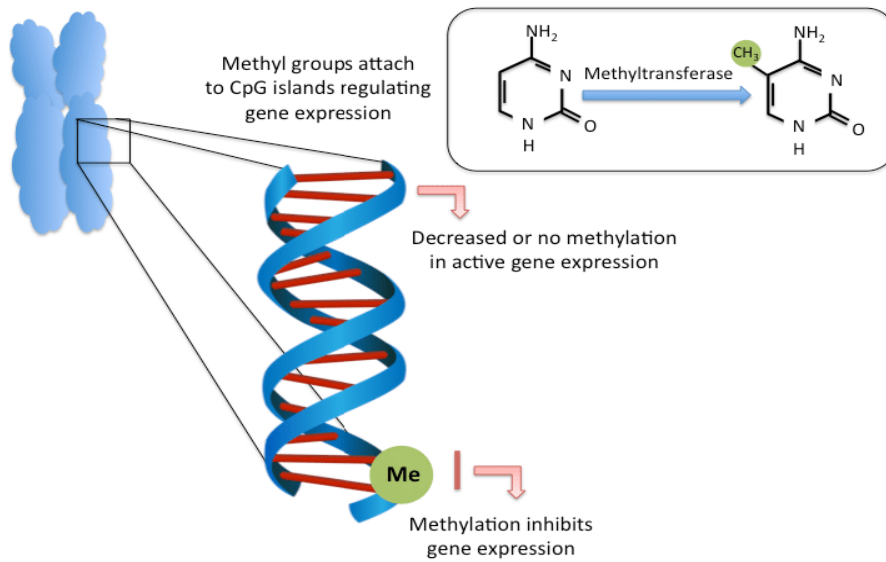 Methyl groups attach
to CpG islands regulating
gene expression
NH₂
N
N
H
O
Methyltransferase
CH₃
NH₂
N
N
H
O
Decreased or no methylation
in active gene expression
Me
Methylation inhibits
gene expression